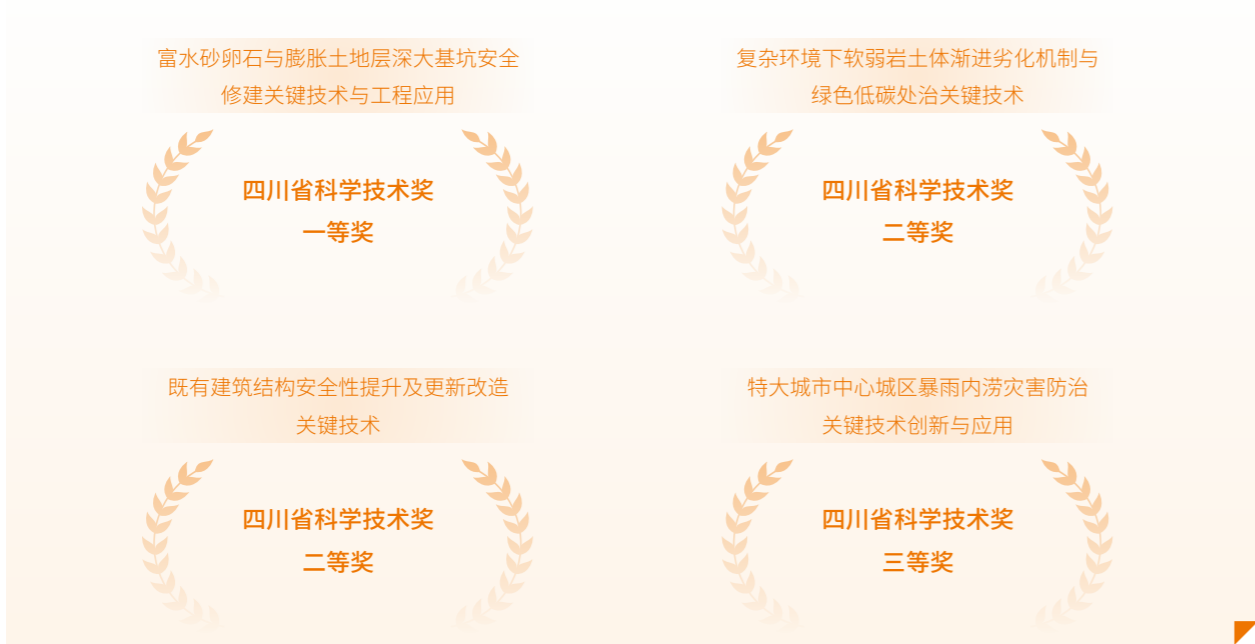 富水砂卵石与膨胀土地层深大基坑安全
修建关键技术与工程应用
四川省科学技术奖
一等奖
复杂环境下软弱岩土体渐进劣化机制与
绿色低碳处治关键技术
四川省科学技术奖
二等奖
既有建筑结构安全性提升及更新改造
关键技术
四川省科学技术奖
二等奖
特大城市中心城区暴雨内涝灾害防治
关键技术创新与应用
四川省科学技术奖
三等奖